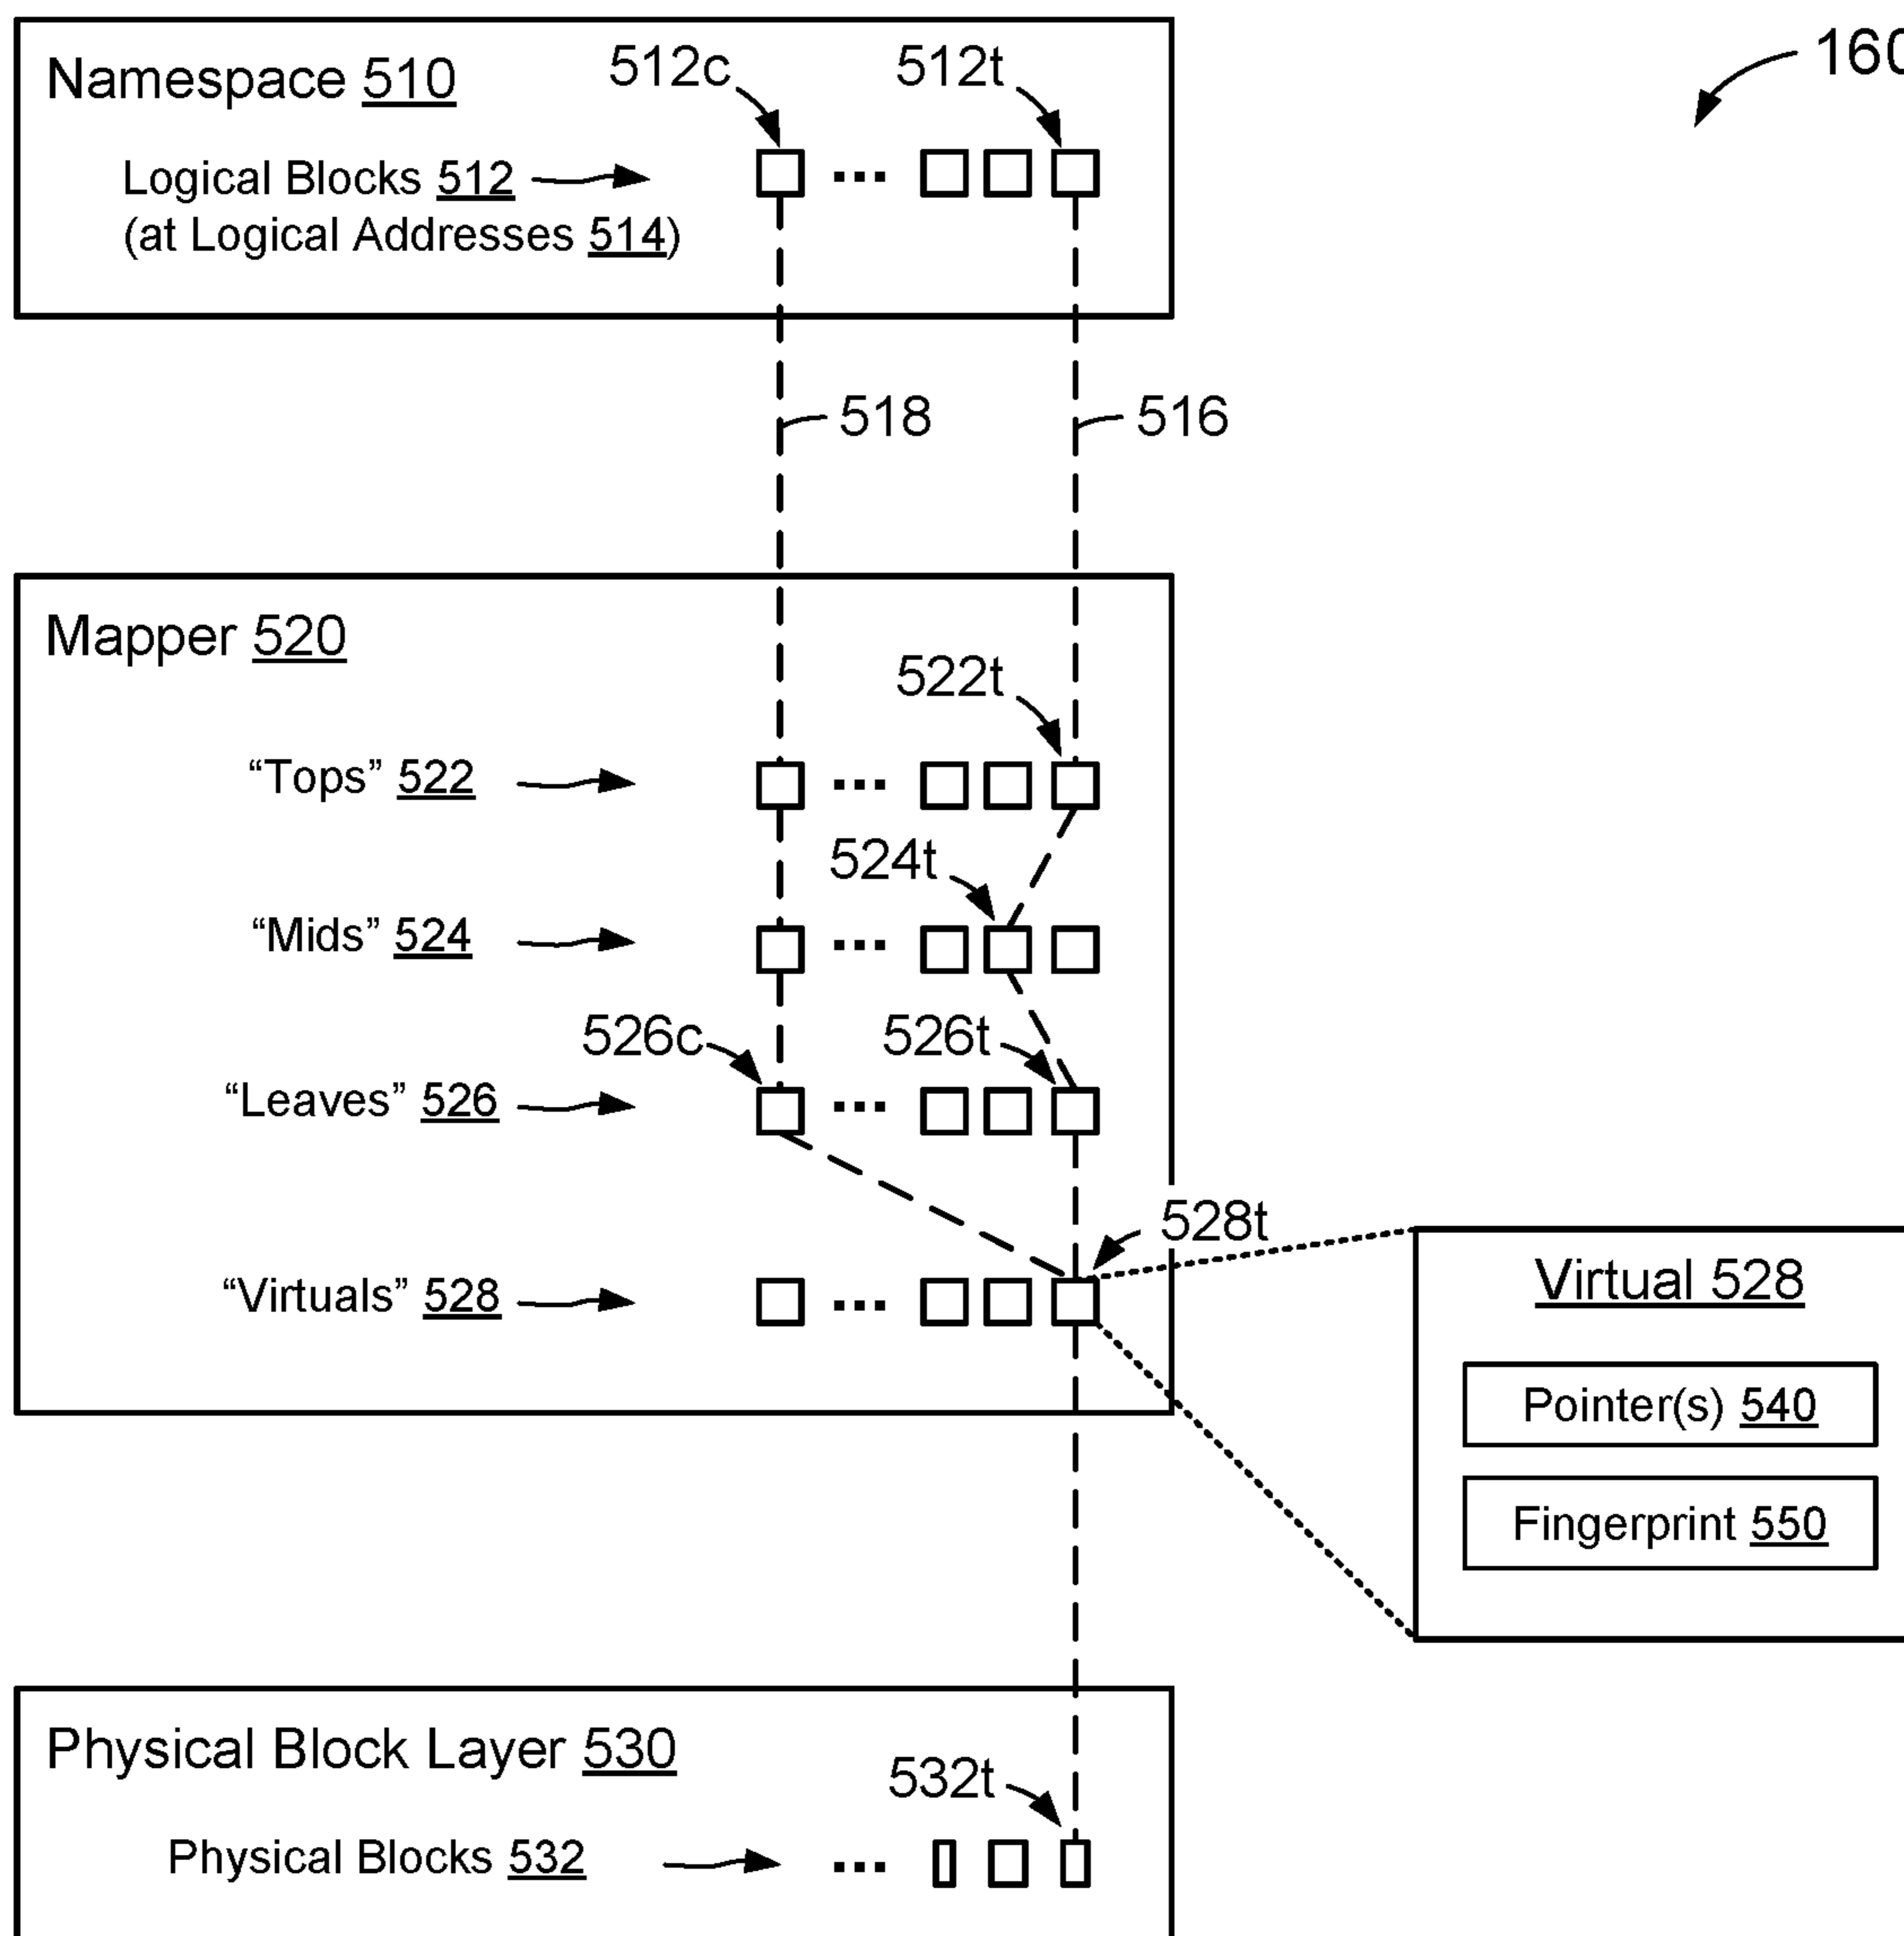 160
Namespace 510
512c
512t
Logical Blocks 512
(at Logical Addresses 514)
518
516
Mapper 520
522t
“Tops” 522
524t
“Mids” 524
526c
526t
“Leaves” 526
528t
“Virtuals” 528
Virtual 528
Pointer(s) 540
Fingerprint 550
Physical Block Layer 530
532t
Physical Blocks 532